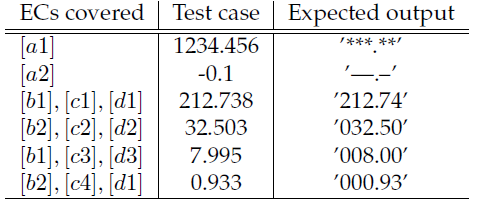 ECs covered Test case Expected output
[a1] 1234.456 '***.**'
[a2] -0.1 '—.–'
[b1], [c1], [d1] 212.738 '212.74'
[b2], [c2], [d2] 32.503 '032.50'
[b1], [c3], [d3] 7.995 '008.00'
[b2], [c4], [d1] 0.933 '000.93'